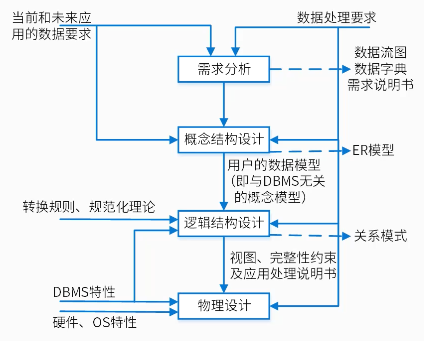 当前和未来应
用的数据要求
数据处理要求
需求分析
数据流图
数据字典
需求说明书
概念结构设计
ER模型
用户的数据模型
(即与DBMS无关
的概念模型)
转换规则、规范化理论
逻辑结构设计
关系模式
视图、完整性约束
及应用处理说明书
DBMS特性
物理设计
硬件、OS特性